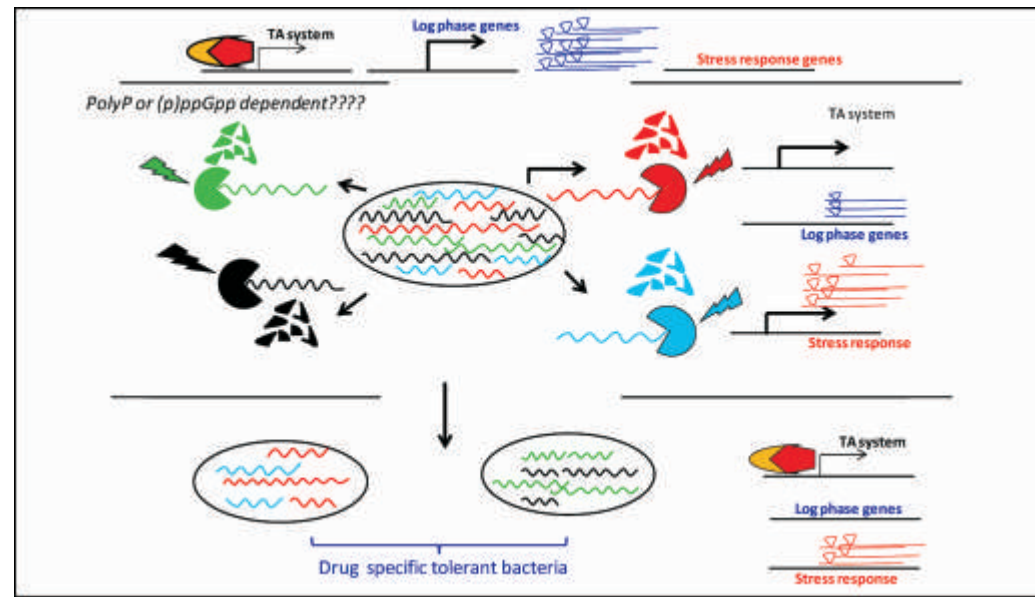 TA system
Log phase genes
Stress response genes
PolyP or (p)ppGpp dependent????
TA system
Log phase genes
Stress response
TA system
Log phase genes
Drug specific tolerant bacteria
Stress response